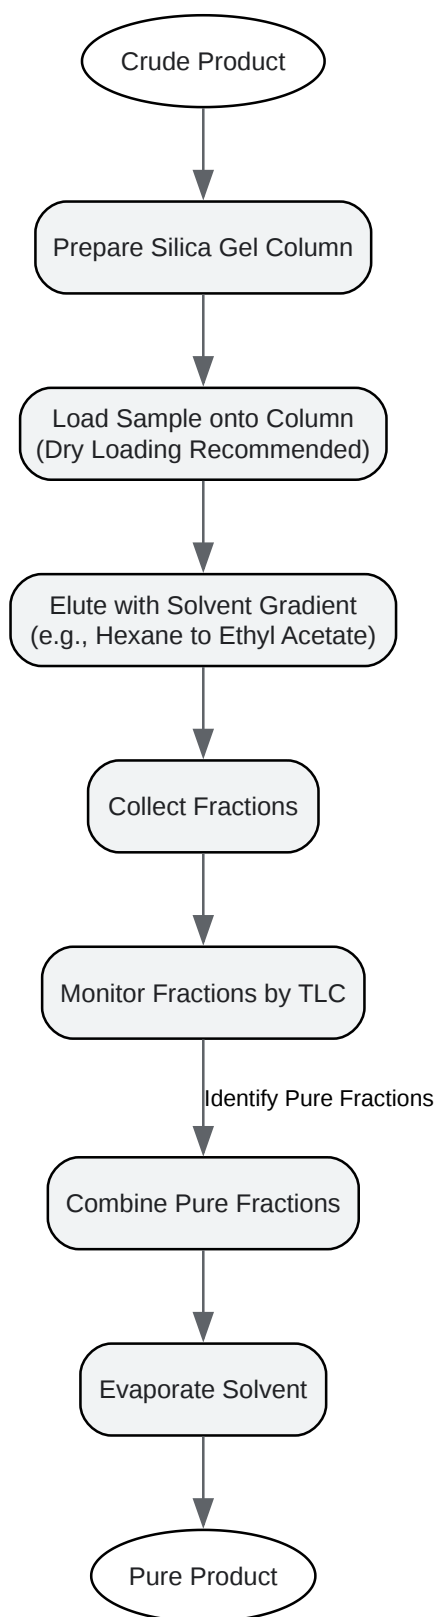 Crude Product
Prepare Silica Gel Column
Load Sample onto Column
(Dry Loading Recommended)
Elute with Solvent Gradient
(e.g., Hexane to Ethyl Acetate)
Collect Fractions
Monitor Fractions by TLC
Identify Pure Fractions
Combine Pure Fractions
Evaporate Solvent
Pure Product